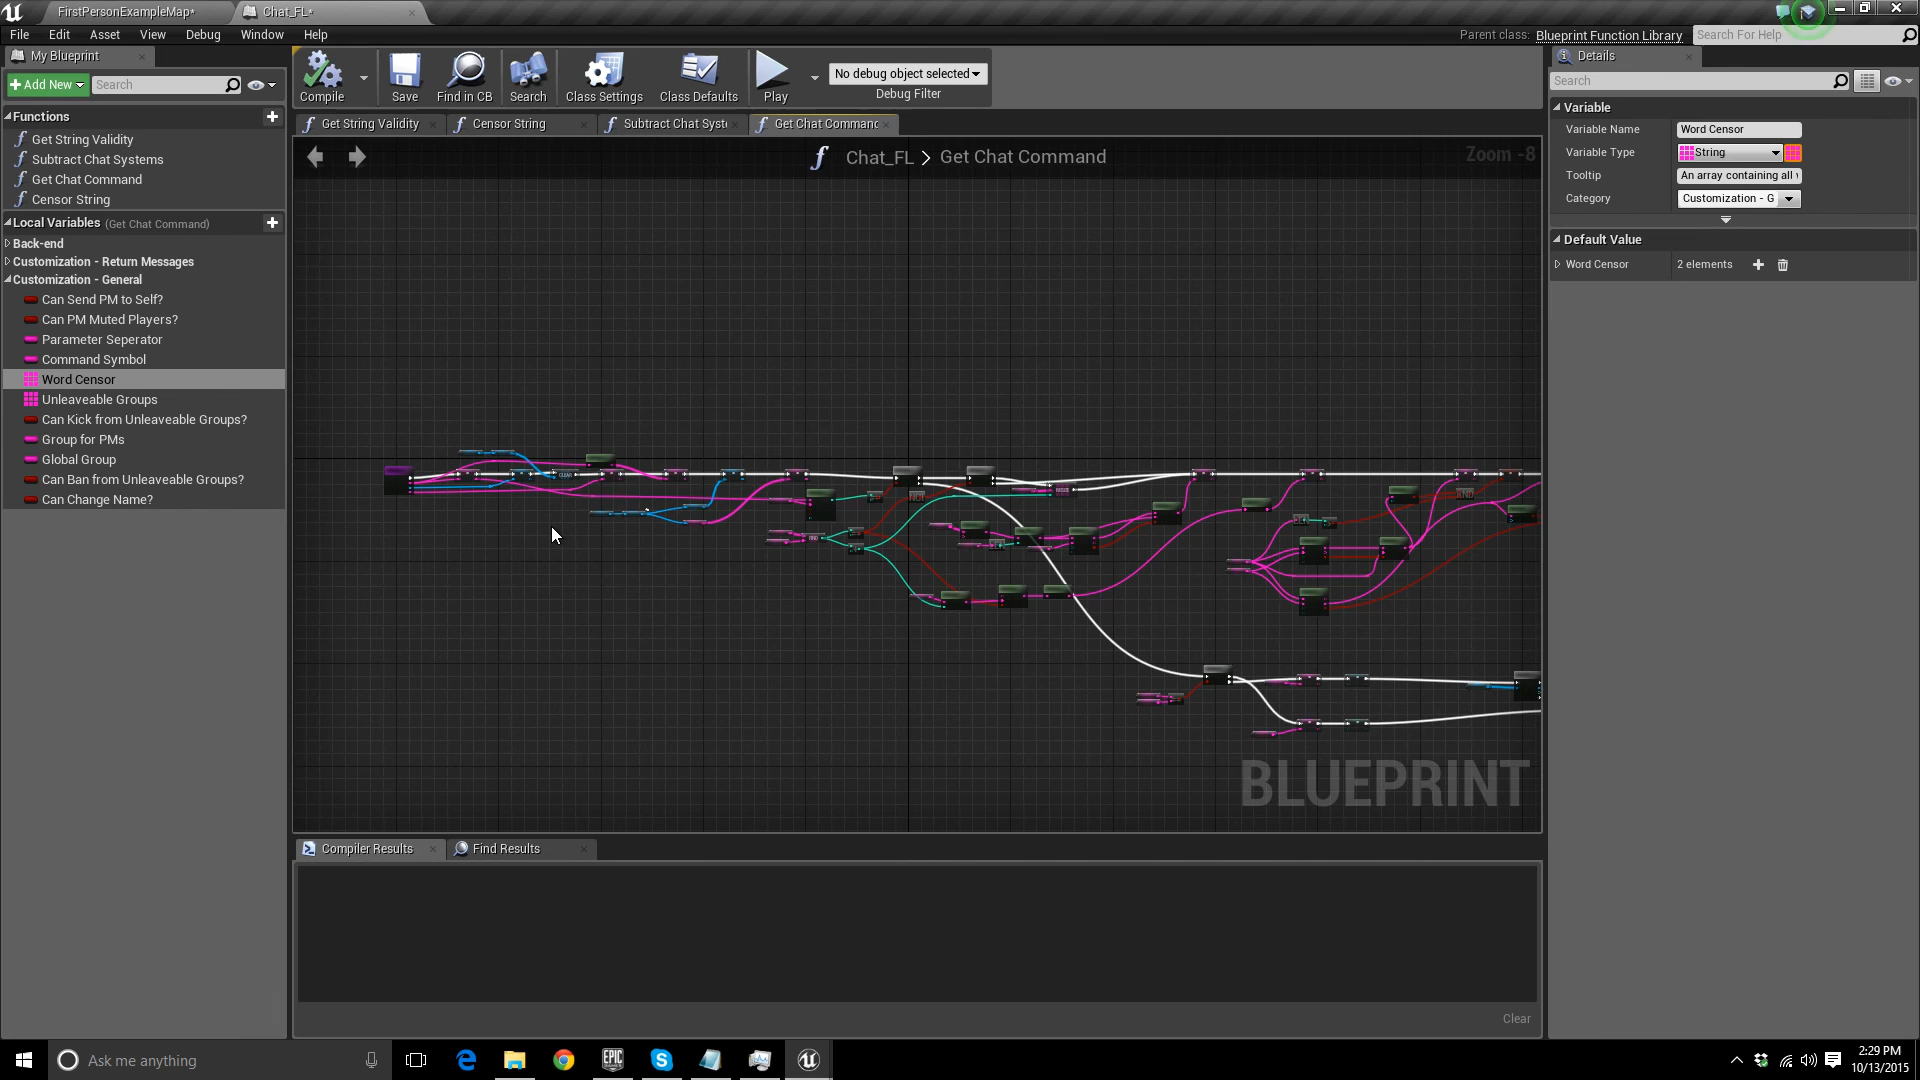 FirstPersonExampleMap*
Chat_FL*
File Edit Asset View Debug Window Help
Parent class: Blueprint Function Library
Search For Help
My Blueprint
Add New
Search
Functions
Get String Validity
Subtract Chat Systems
Get Chat Command
Censor String
Local Variables (Get Chat Command)
Back-end
Customization - Return Messages
Customization - General
Can Send PM to Self?
Can PM Muted Players?
Parameter Seperator
Command Symbol
Word Censor
Unleaveable Groups
Can Kick from Unleaveable Groups?
Group for PMs
Global Group
Can Ban from Unleaveable Groups?
Can Change Name?
Compile
Save
Find in CB
Search
Class Settings
Class Defaults
Play
No debug object selected
Debug Filter
Get String Validity
Censor String
Subtract Chat Syst
Get Chat Command
Chat_FL > Get Chat Command
Zoom -8
NOT
AND
BLUEPRINT
Compiler Results
Find Results
Clear
Details
Search
Variable
Variable Name
Word Censor
Variable Type
String
Tooltip
An array containing all
Category
Customization - G
Default Value
Word Censor
2 elements
Ask me anything
EPIC
2:29 PM
10/13/2015